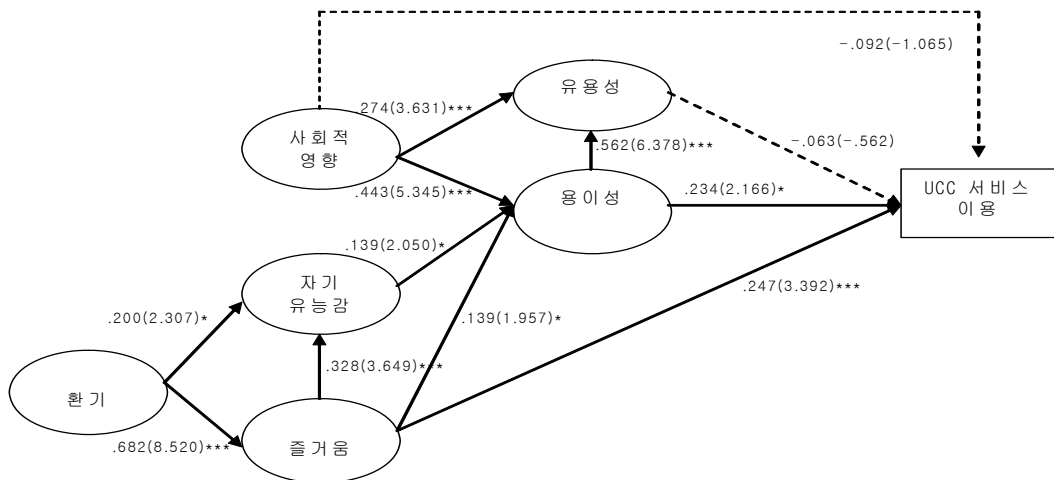 -.092(-1.065)
유용성
.274(3.631)***
사회적
영향
.562(6.378)***
-.063(-.562)
.443(5.345)***
용이성
.234(2.166)*
UCC 서비스
이용
.139(2.050)*
자기
유능감
.247(3.392)***
.200(2.307)*
.139(1.957)*
.328(3.649)***
환기
.682(8.520)***
즐거움